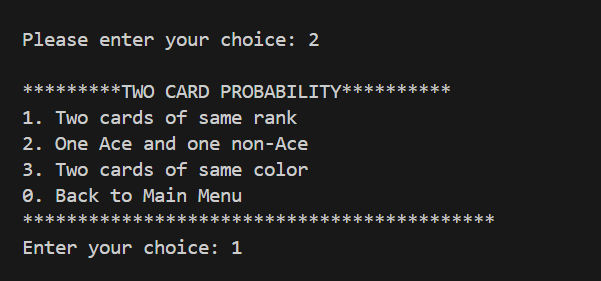 Please enter your choice: 2
*********TWO CARD PROBABILITY**********
1. Two cards of same rank
2. One Ace and one non-Ace
3. Two cards of same color
0. Back to Main Menu
*******************************************
Enter your choice: 1